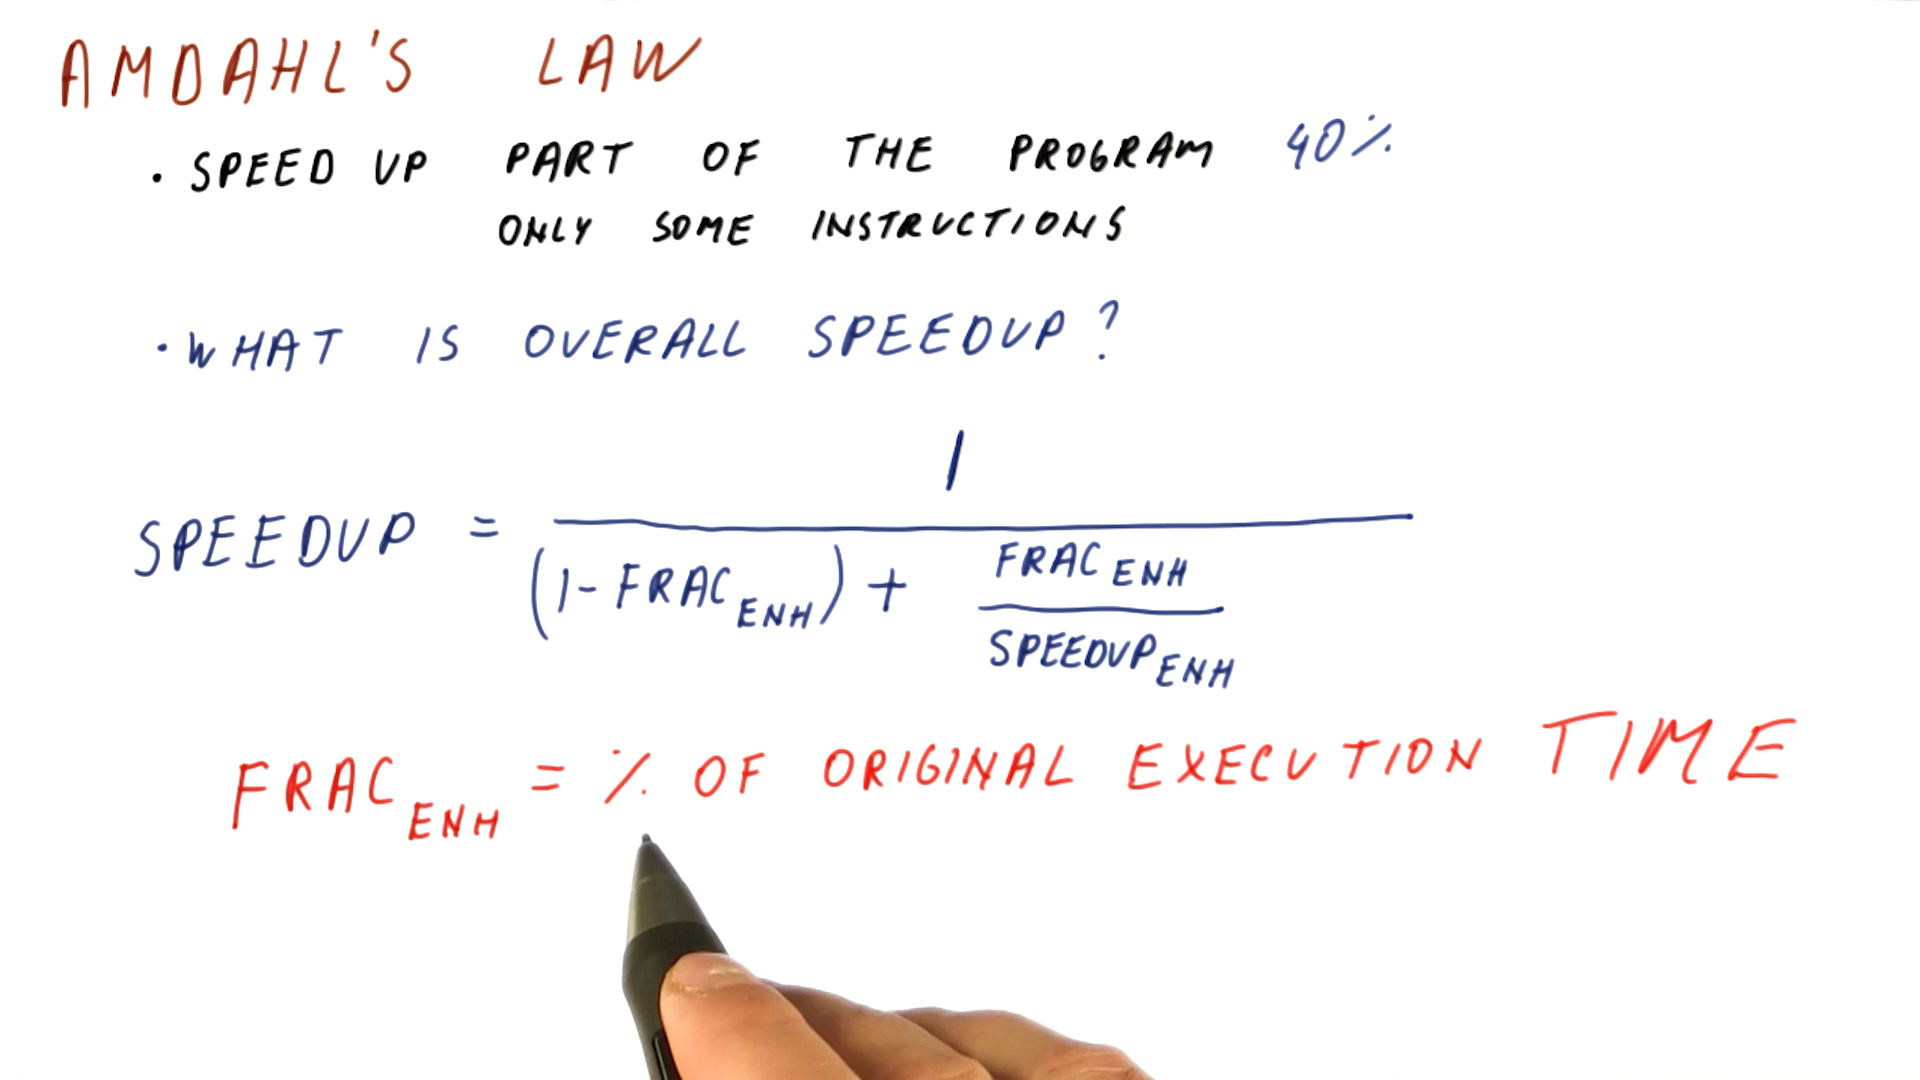 AMDAHL'S LAW
· SPEED UP PART OF THE PROGRAM 40%
ONLY SOME INSTRUCTIONS
· WHAT IS OVERALL SPEEDUP?
1
SPEEDUP =
(1 - FRAC ENH) + FRAC ENH
SPEEDUP ENH
FRAC ENH = % OF ORIGINAL EXECUTION TIME